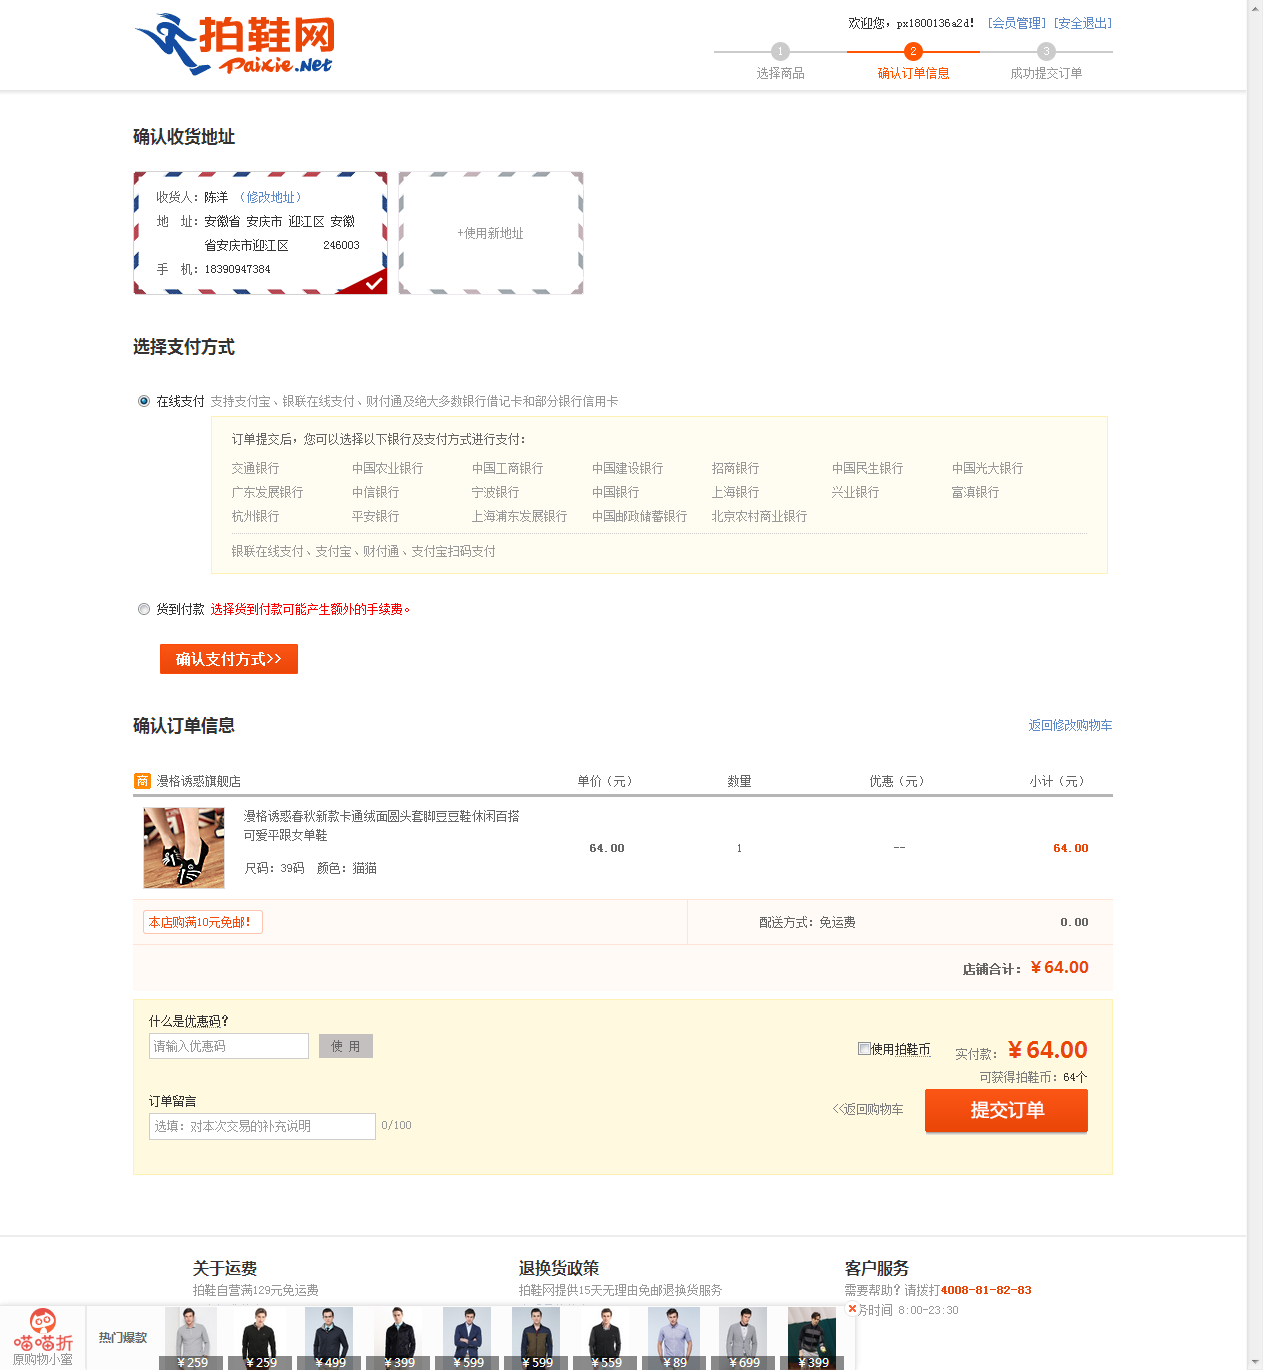 拍鞋网
Paixie.Net
欢迎您，px1800136a2d! [会员管理] [安全退出]
1 2 3
选择商品 确认订单信息 成功提交订单
确认收货地址
收货人：陈洋 （修改地址）
地 址：安徽省 安庆市 迎江区 安徽
省安庆市迎江区 246003
手 机：18390947384
+使用新地址
选择支付方式
在线支付 支持支付宝、银联在线支付、财付通及绝大多数银行借记卡和部分银行信用卡
订单提交后，您可以选择以下银行及支付方式进行支付：
交通银行 中国农业银行 中国工商银行 中国建设银行 招商银行 中国民生银行 中国光大银行
广东发展银行 中信银行 宁波银行 中国银行 上海银行 兴业银行 富滇银行
杭州银行 平安银行 上海浦东发展银行 中国邮政储蓄银行 北京农村商业银行
银联在线支付、支付宝、财付通、支付宝扫码支付
货到付款 选择货到付款可能产生额外的手续费。
确认支付方式>>
确认订单信息 返回修改购物车
商 漫格诱惑旗舰店 单价（元） 数量 优惠（元） 小计（元）
漫格诱惑春秋新款卡通绒面圆头套脚豆豆鞋休闲百搭
可爱平跟女单鞋
64.00 1 -- 64.00
尺码：39码 颜色：猫猫
本店购满10元免邮！ 配送方式：免运费 0.00
店铺合计：¥64.00
什么是优惠码?
请输入优惠码 使 用
使用拍鞋币 实付款：¥64.00
可获得拍鞋币：64个
订单留言
选填：对本次交易的补充说明 0/100
<<返回购物车 提交订单
关于运费 退换货政策 客户服务
拍鞋自营满129元免运费 拍鞋网提供15天无理由免邮退换货服务 需要帮助？请拨打4008-81-82-83
务时间 8:00-23:30
喵喵折
原购物小蜜
热门爆款
¥259 ¥259 ¥499 ¥399 ¥599 ¥599 ¥559 ¥89 ¥699 ¥399